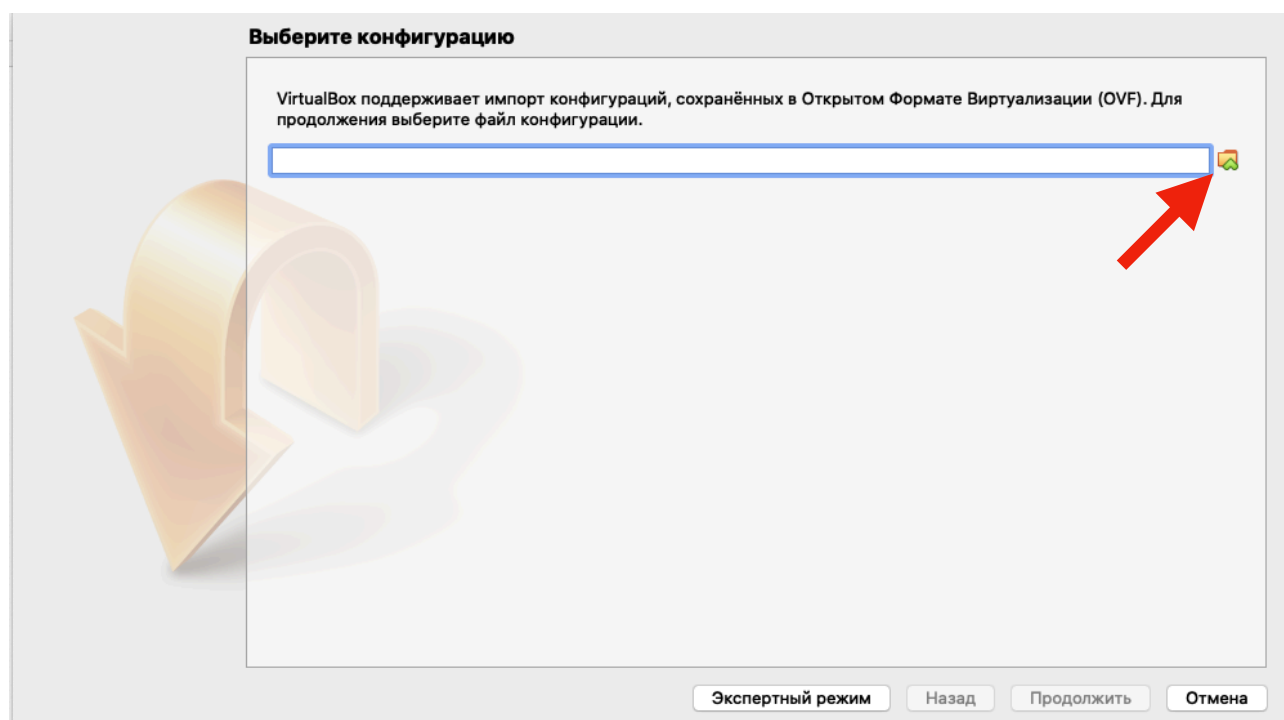 Выберите конфигурацию
VirtualBox поддерживает импорт конфигураций, сохранённых в Открытом Формате Виртуализации (OVF). Для
продолжения выберите файл конфигурации.
Экспертный режим
Назад
Продолжить
Отмена